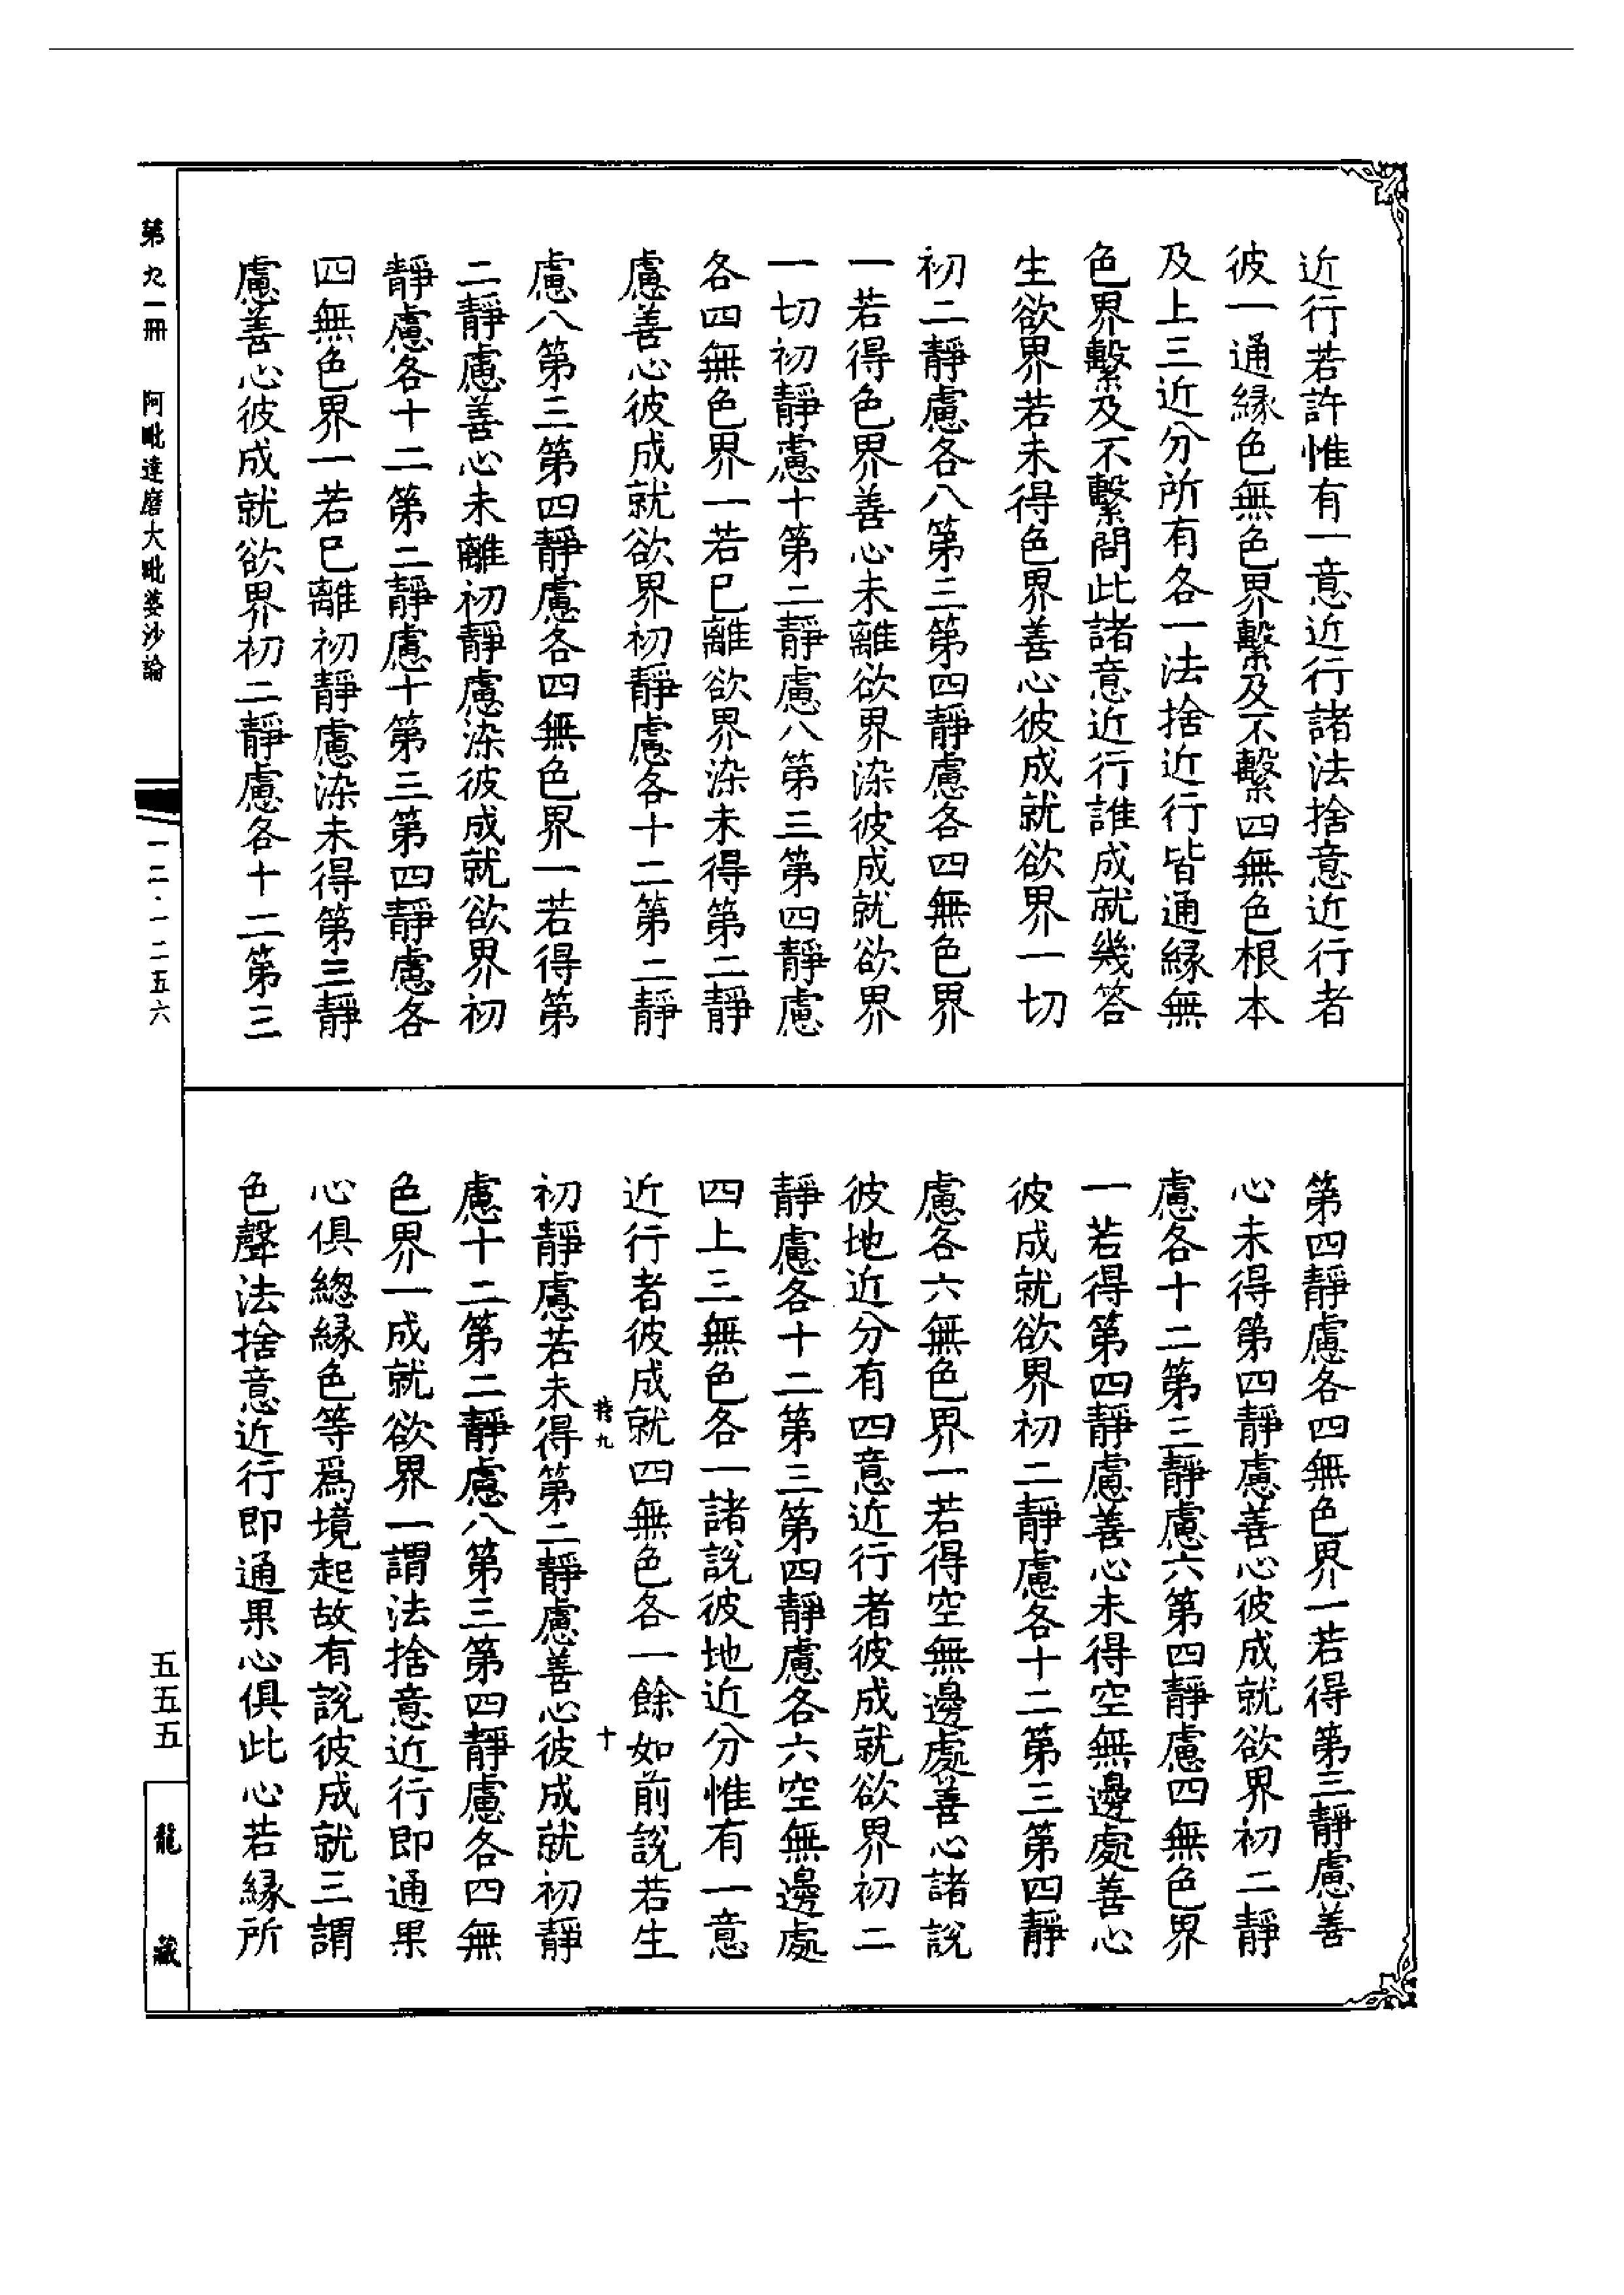 近行若許惟有一意近行諸法捨意近行者
彼一通緣色無色界繫及不繫四無色根本
及上三近分所有各一法捨近行皆通緣無
色界繫及不繫問此諸意近行誰成就幾答
生欲界若未得色界善心彼成就欲界一切
初二靜慮各八第三第四靜慮各四無色界
一若得色界善心未離欲界染彼成就欲界
一切初靜慮十第二靜慮八第三第四靜慮
各四無色界一若巳離欲界染未得第二靜
慮善心彼成就欲界初靜慮各十二第二靜
慮八第三第四靜慮各四無色界一若得第
二靜慮善心未離初靜慮染彼成就欲界初
靜慮各十二第二靜慮十第三第四靜慮各
四無色界一若巳離初靜慮染未得第三靜
慮善心彼成就欲界初二靜慮各十二第三
第四靜慮各四無色界一若得第三靜慮善
心未得第四靜慮善心彼成就欲界初二靜
慮各十二第三靜慮六第四靜慮四無色界
一若得第四靜慮善心未得空無邊處善心
彼成就欲界初二靜慮各十二第三第四靜
慮各六無色界一若得空無邊處善心諸說
彼地近分有四意近行者彼成就欲界初二
靜慮各十二第三第四靜慮各六空無邊處
四上三無色各一諸說彼地近分惟有一意
近行者彼成就四無色各一餘如前說若生
初靜慮若未得第二靜慮善心彼成就初靜
慮十二第二靜慮八第三第四靜慮各四無
色界一成就欲界一謂法捨意近行即通果
心俱緫緣色等爲境起故有說彼成就三謂
色聲法捨意近行即通果心俱此心若緣所
第九一冊 阿毗達磨大毗婆沙論
一二·一二五六
五五五
龍藏
九
十